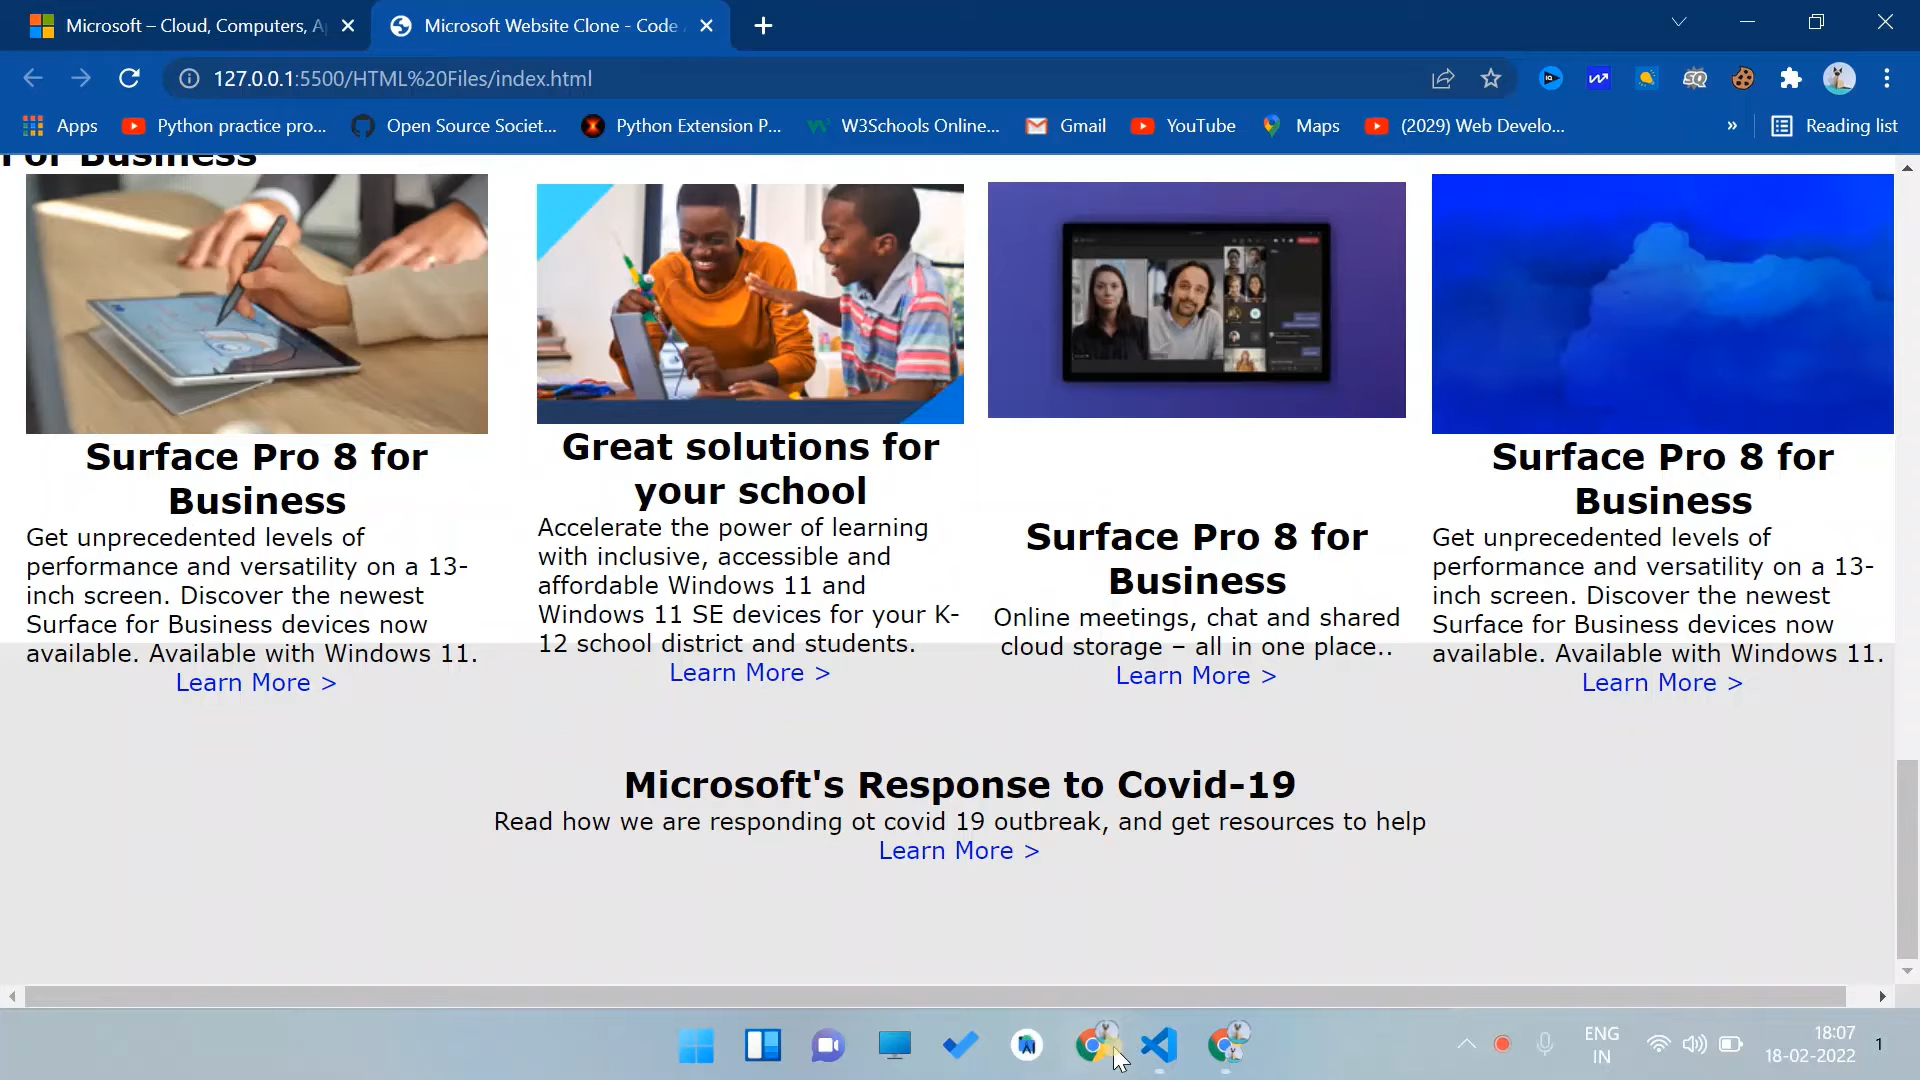 Microsoft – Cloud, Computers, A
Microsoft Website Clone - Code
127.0.0.1:5500/HTML%20Files/index.html
Apps
Python practice pro...
Open Source Societ...
Python Extension P...
W3Schools Online...
Gmail
YouTube
Maps
(2029) Web Develo...
»
Reading list
For Business
Surface Pro 8 for
Business
Get unprecedented levels of
performance and versatility on a 13-
inch screen. Discover the newest
Surface for Business devices now
available. Available with Windows 11.
Learn More >
Great solutions for
your school
Accelerate the power of learning
with inclusive, accessible and
affordable Windows 11 and
Windows 11 SE devices for your K-
12 school district and students.
Learn More >
Surface Pro 8 for
Business
Online meetings, chat and shared
cloud storage – all in one place..
Learn More >
Surface Pro 8 for
Business
Get unprecedented levels of
performance and versatility on a 13-
inch screen. Discover the newest
Surface for Business devices now
available. Available with Windows 11.
Learn More >
Microsoft's Response to Covid-19
Read how we are responding ot covid 19 outbreak, and get resources to help
Learn More >
ENG
IN
18:07
18-02-2022
1